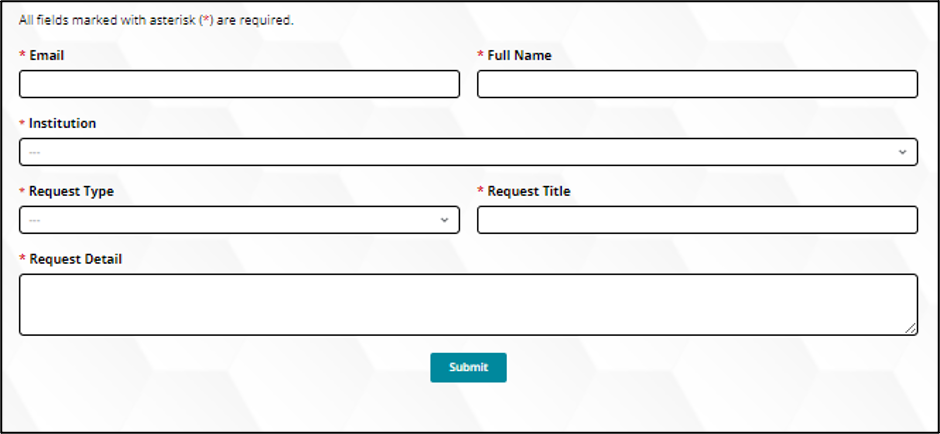 All fields marked with asterisk (*) are required.
* Email
* Full Name
* Institution
---
* Request Type
* Request Title
---
* Request Detail
Submit